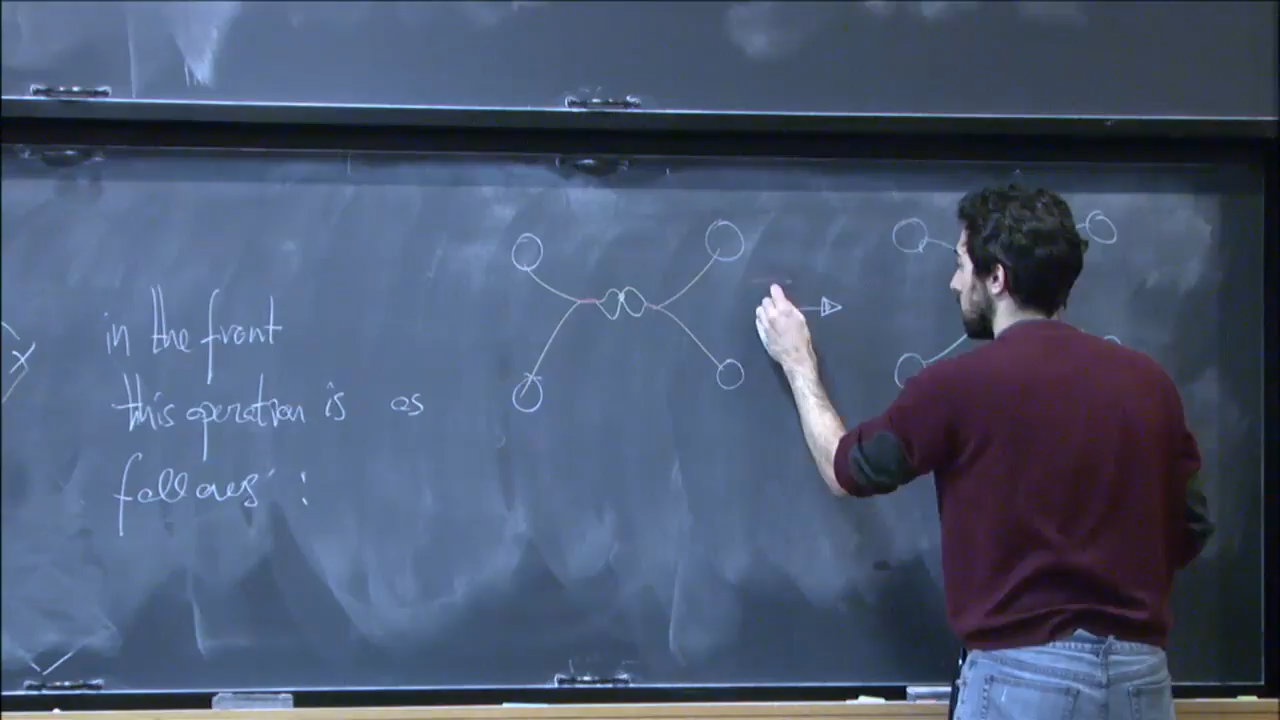 x
in the front
this operation is as
follows :